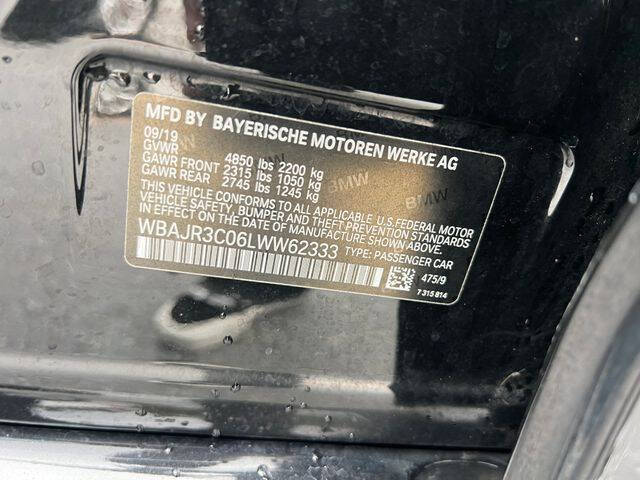 MFD BY BAYERISCHE MOTOREN WERKE AG
09/19
GVWR 4850 lbs 2200 kg
GAWR FRONT 2315 lbs 1050 kg
GAWR REAR 2745 lbs 1245 kg
THIS VEHICLE CONFORMS TO ALL APPLICABLE U.S. FEDERAL MOTOR
VEHICLE SAFETY, BUMPER AND THEFT PREVENTION STANDARDS
IN EFFECT ON THE DATE OF MANUFACTURE SHOWN ABOVE.
WBAJR3C06LWW62333 TYPE: PASSENGER CAR
475/9
7 315 814
BMW
BMW